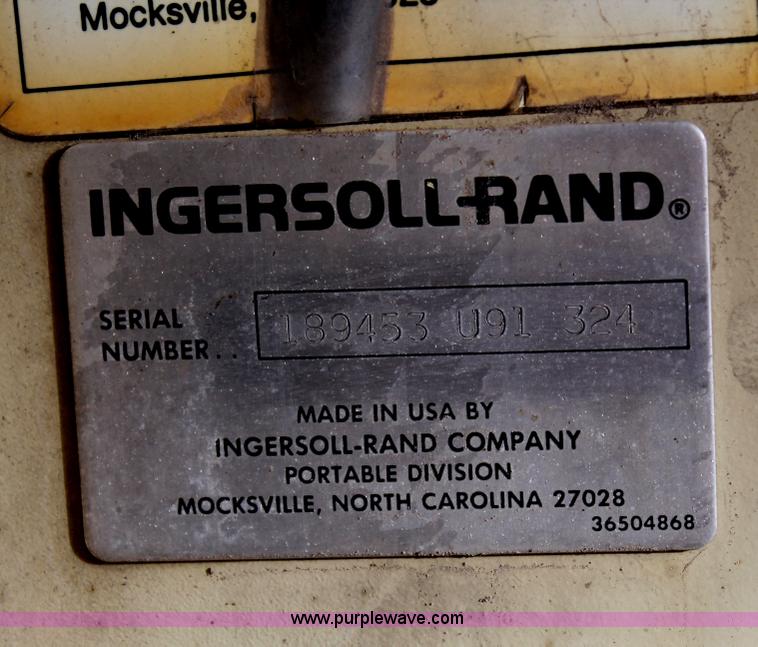 Mocksville,
INGERSOLL-RAND®
SERIAL
NUMBER.. 189453 U91 324
MADE IN USA BY
INGERSOLL-RAND COMPANY
PORTABLE DIVISION
MOCKSVILLE, NORTH CAROLINA 27028
36504868
www.purplewave.com